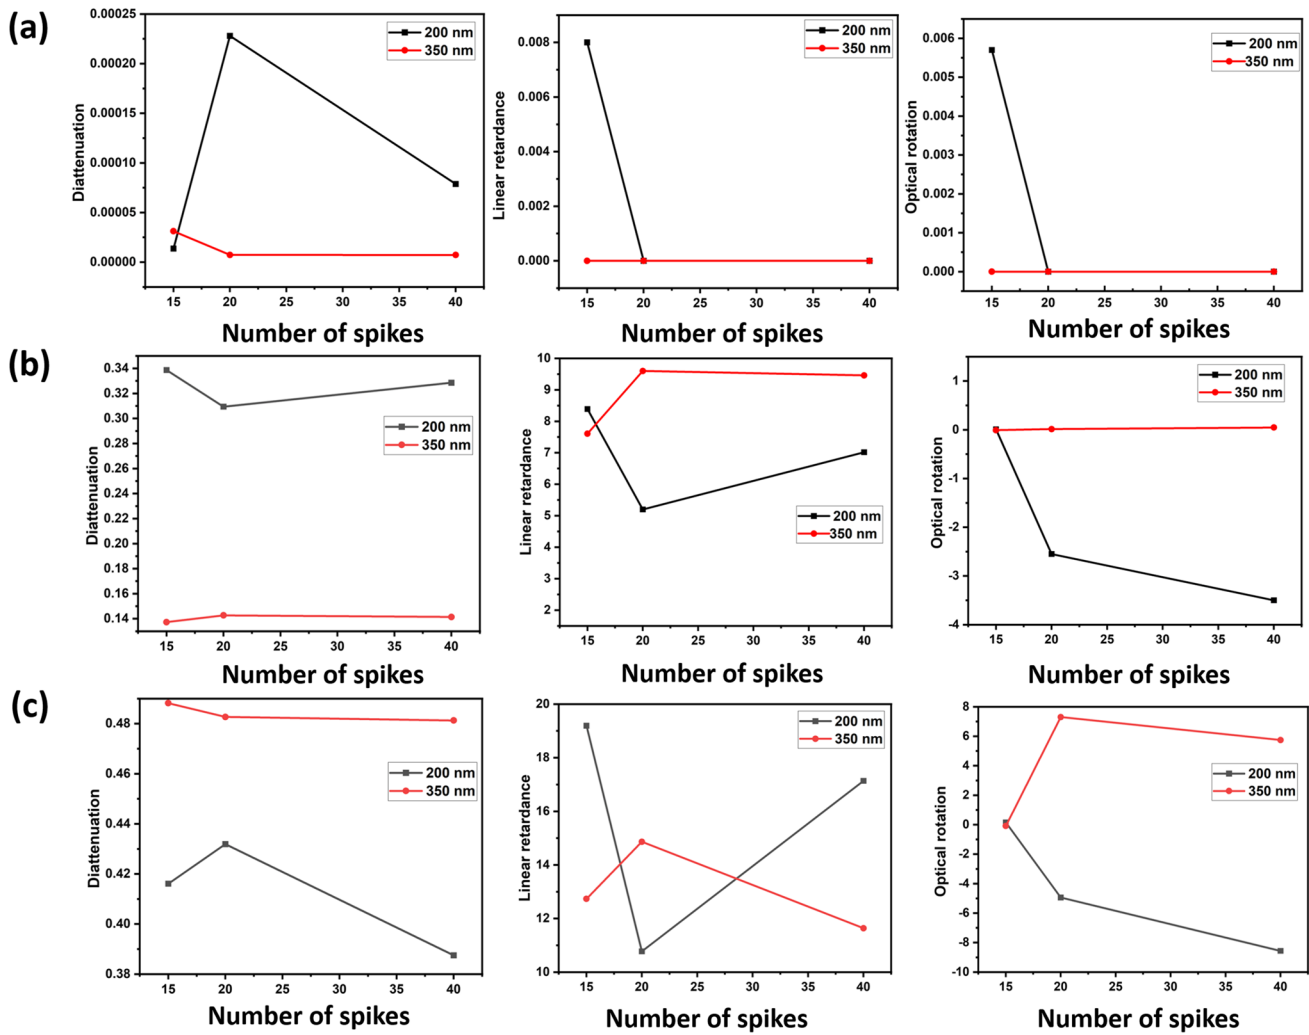 (a)
0.00025
0.00020
0.00015
0.00010
0.00005
0.00000
Diattenuation
200 nm
350 nm
15 20 25 30 35 40
Number of spikes
0.008
0.006
0.004
0.002
0.000
Linear retardance
200 nm
350 nm
15 20 25 30 35 40
Number of spikes
0.006
0.005
0.004
0.003
0.002
0.001
0.000
Optical rotation
200 nm
350 nm
15 20 25 30 35 40
Number of spikes
(b)
0.34
0.32
0.30
0.28
0.26
0.24
0.22
0.20
0.18
0.16
0.14
Diattenuation
200 nm
350 nm
15 20 25 30 35 40
Number of spikes
10
9
8
7
6
5
4
3
2
Linear retardance
200 nm
350 nm
15 20 25 30 35 40
Number of spikes
1
0
-1
-2
-3
-4
Optical rotation
200 nm
350 nm
15 20 25 30 35 40
Number of spikes
(c)
0.48
0.46
0.44
0.42
0.40
0.38
Diattenuation
200 nm
350 nm
15 20 25 30 35 40
Number of spikes
20
18
16
14
12
10
Linear retardance
200 nm
350 nm
15 20 25 30 35 40
Number of spikes
8
6
4
2
0
-2
-4
-6
-8
-10
Optical rotation
200 nm
350 nm
15 20 25 30 35 40
Number of spikes